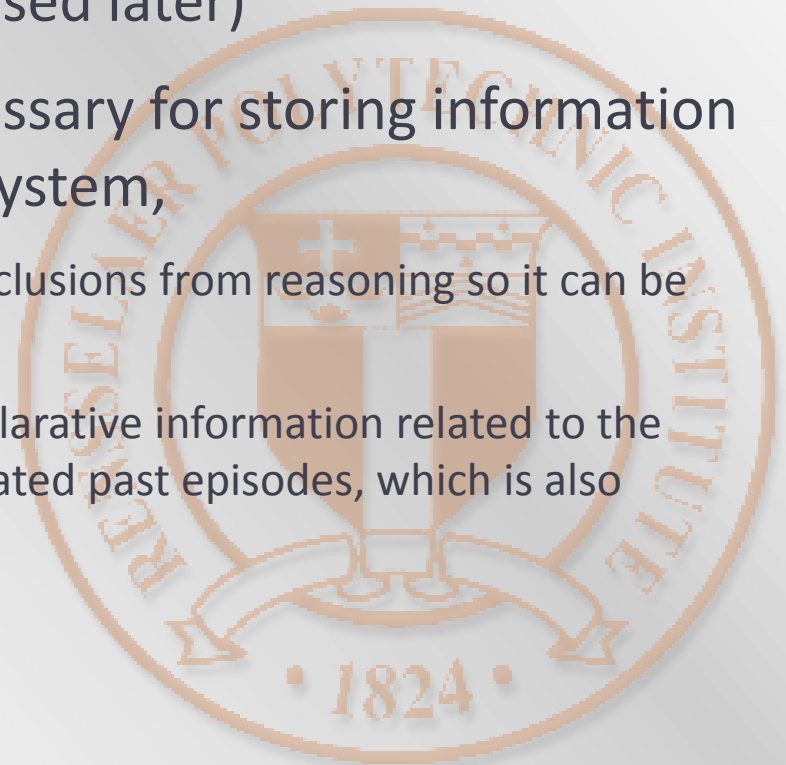 sed later)
ssary for storing information
ystem,
clusions from reasoning so it can be
larative information related to the
ated past episodes, which is also
RENSSELAER POLYTECHNIC INSTITUTE
• 1824 •